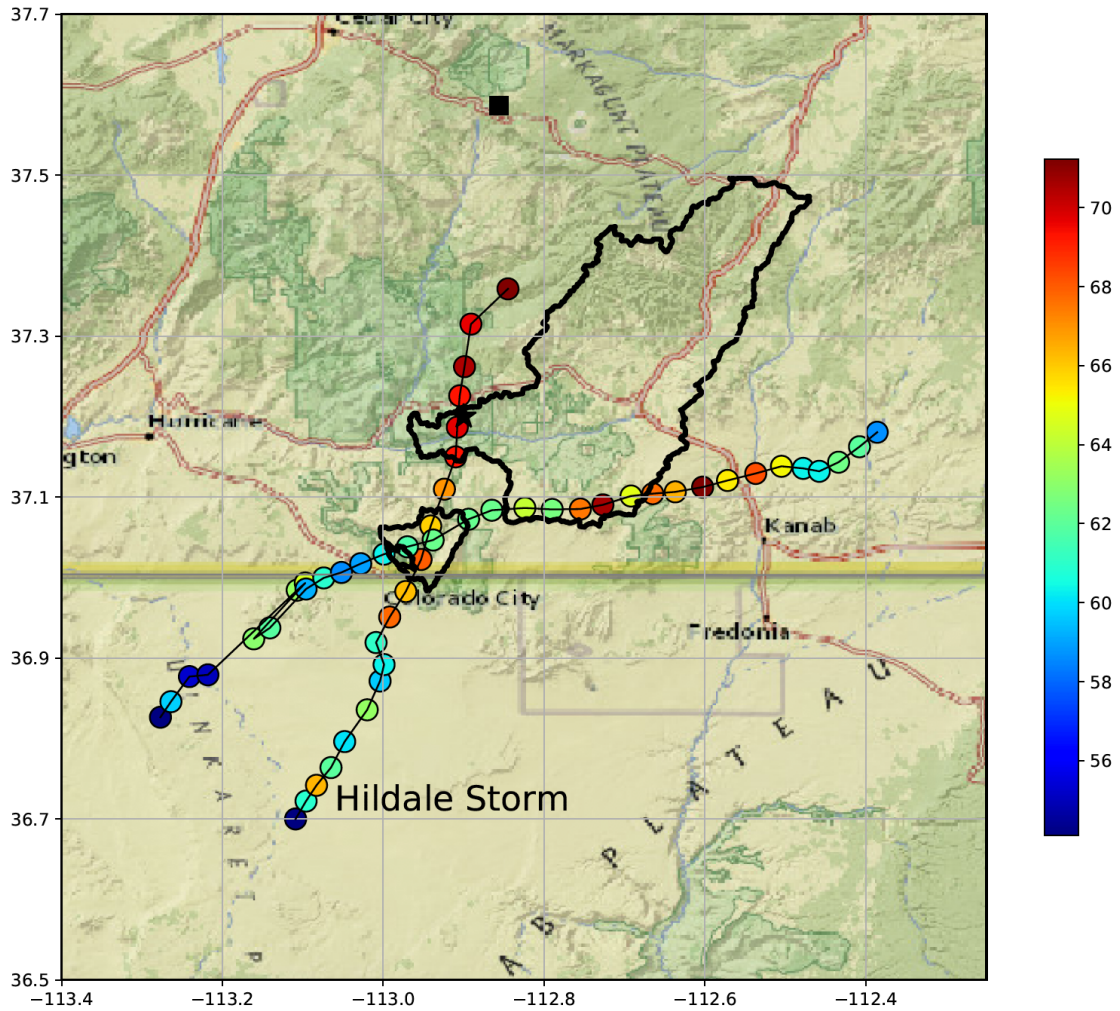 37.7
Cedar City
MARKAGUNT PLATEAU
37.5
70
68
37.3
66
Hurricane
gton
64
37.1
Kanab
62
Colorado City
60
Fredonia
36.9
U I N K A R E T P
P L A T E A U
58
56
Hildale Storm
36.7
A B
36.5
−113.4
−113.2
−113.0
−112.8
−112.6
−112.4